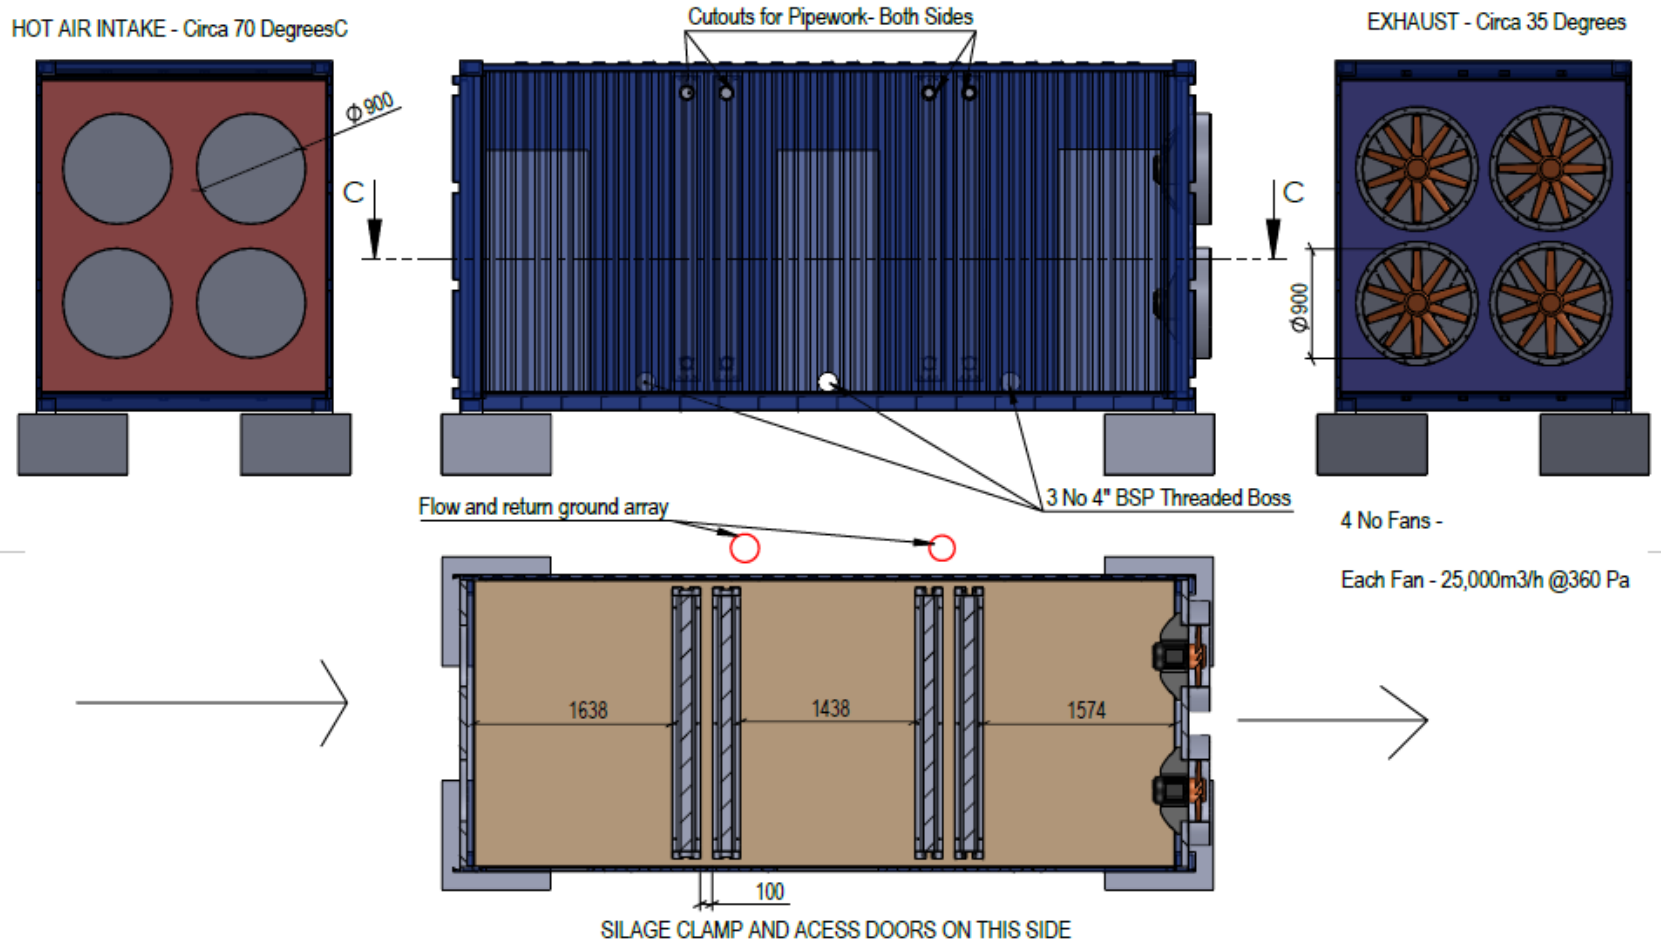 HOT AIR INTAKE - Circa 70 DegreesC
Cutouts for Pipework- Both Sides
EXHAUST - Circa 35 Degrees
Φ900
C
C
Φ900
Flow and return ground array
3 No 4" BSP Threaded Boss
4 No Fans -
Each Fan - 25,000m3/h @360 Pa
1638
1438
1574
100
SILAGE CLAMP AND ACESS DOORS ON THIS SIDE